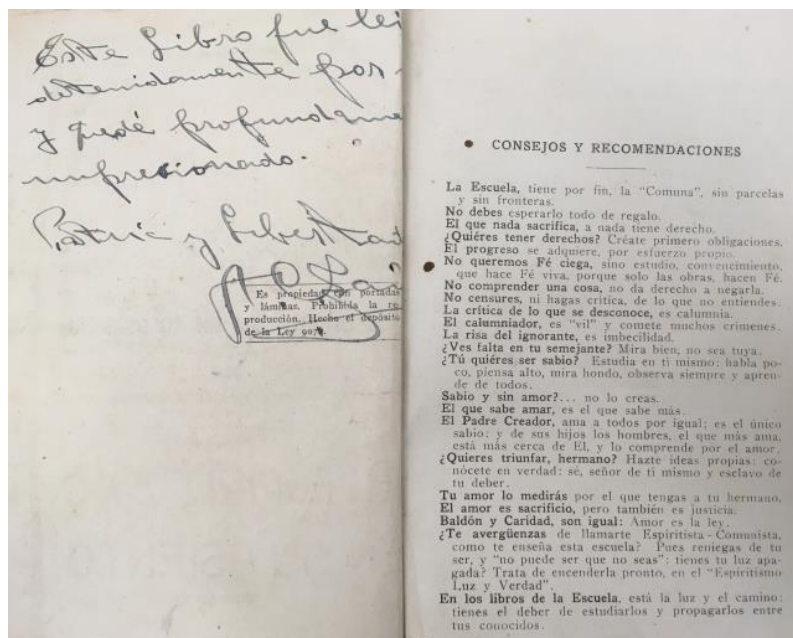 Este Libro fue lei
detenidamente por
y quedé profundame
impresionado.
Patria y Libertad
Es propiedad con portadas
y láminas. Prohibida la re
producción. Hecho el depósito
de la Ley 9070.
CONSEJOS Y RECOMENDACIONES
La Escuela, tiene por fin, la "Comuna", sin parcelas
y sin fronteras.
No debes esperarlo todo de regalo.
El que nada sacrifica, a nada tiene derecho.
¿Quiéres tener derechos? Créate primero obligaciones.
El progreso se adquiere, por esfuerzo propio.
No queremos Fé ciega, sino estudio, convencimiento,
que hace Fé viva, porque solo las obras, hacen Fé.
No comprender una cosa, no da derecho a negarla.
No censures, ni hagas crítica, de lo que no entiendes.
La crítica de lo que se desconoce, es calumnia.
El calumniador, es "vil" y comete muchos crímenes.
La risa del ignorante, es imbecilidad.
¿Ves falta en tu semejante? Mira bien, no sea tuya.
¿Tú quiéres ser sabio? Estudia en ti mismo; habla po-
co, piensa alto, mira hondo, observa siempre y apren-
de de todos.
Sabio y sin amor?... no lo creas.
El que sabe amar, es el que sabe más.
El Padre Creador, ama a todos por igual; es el único
sabio; y de sus hijos los hombres, el que más ama,
está más cerca de El, y lo comprende por el amor.
¿Quieres triunfar, hermano? Hazte ideas propias; co-
nócete en verdad: sé, señor de ti mismo y esclavo de
tu deber.
Tu amor lo medirás por el que tengas a tu hermano.
El amor es sacrificio, pero también es justicia.
Baldón y Caridad, son igual: Amor es la ley.
¿Te avergüenzas de llamarte Espiritista-Comunista,
como te enseña esta escuela? Pues reniegas de tu
ser, y "no puede ser que no seas"; tienes tu luz apa-
gada? Trata de encenderla pronto, en el "Espiritismo
Luz y Verdad".
En los libros de la Escuela, está la luz y el camino:
tienes el deber de estudiarlos y propagarlos entre
tus conocidos.